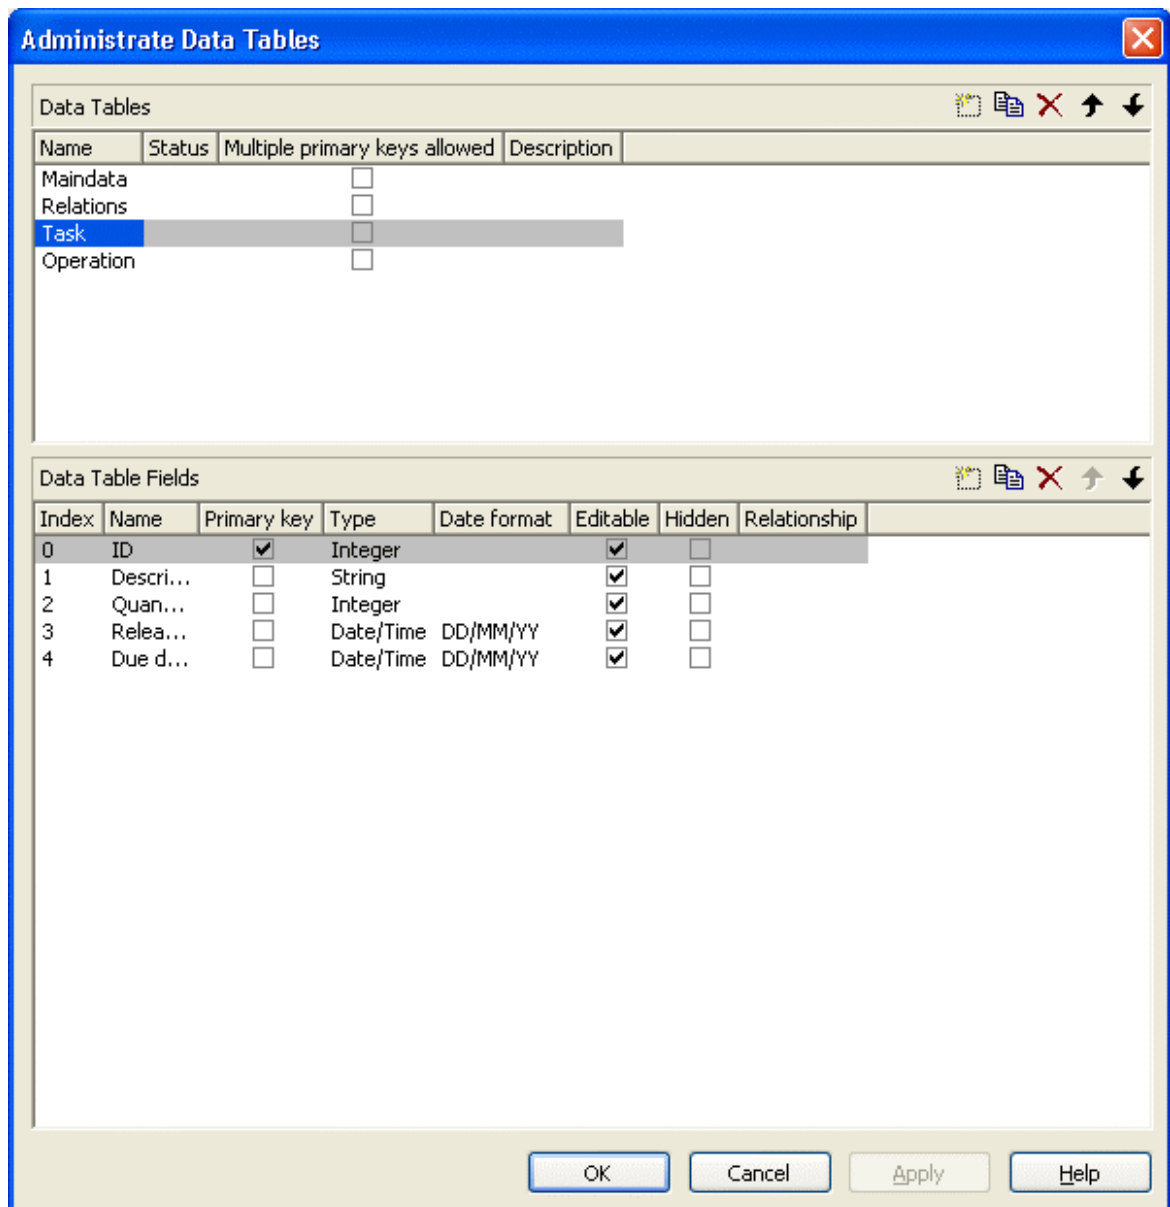 Administrate Data Tables
Data Tables
Name Status Multiple primary keys allowed Description
Maindata
Relations
Task
Operation
Data Table Fields
Index Name Primary key Type Date format Editable Hidden Relationship
0 ID Integer
1 Descri... String
2 Quan... Integer
3 Relea... Date/Time DD/MM/YY
4 Due d... Date/Time DD/MM/YY
OK Cancel Apply Help